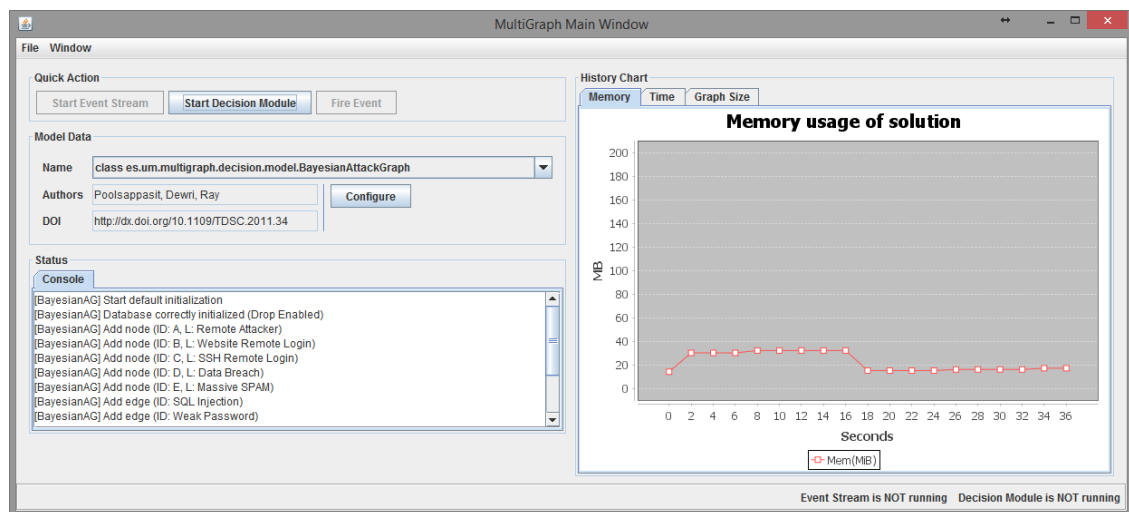 MultiGraph Main Window
File Window
Quick Action
Start Event Stream Start Decision Module Fire Event
Model Data
Name class es.um.multigraph.decision.model.BayesianAttackGraph
Authors Poolsappasit, Dewri, Ray Configure
DOI http://dx.doi.org/10.1109/TDSC.2011.34
Status
Console
[BayesianAG] Start default initialization
[BayesianAG] Database correctly initialized (Drop Enabled)
[BayesianAG] Add node (ID: A, L: Remote Attacker)
[BayesianAG] Add node (ID: B, L: Website Remote Login)
[BayesianAG] Add node (ID: C, L: SSH Remote Login)
[BayesianAG] Add node (ID: D, L: Data Breach)
[BayesianAG] Add node (ID: E, L: Massive SPAM)
[BayesianAG] Add edge (ID: SQL Injection)
[BayesianAG] Add edge (ID: Weak Password)
History Chart
Memory Time Graph Size
Memory usage of solution
200
180
160
140
120
100
80
60
40
20
0
MB
0 2 4 6 8 10 12 14 16 18 20 22 24 26 28 30 32 34 36
Seconds
Mem(MiB)
Event Stream is NOT running Decision Module is NOT running